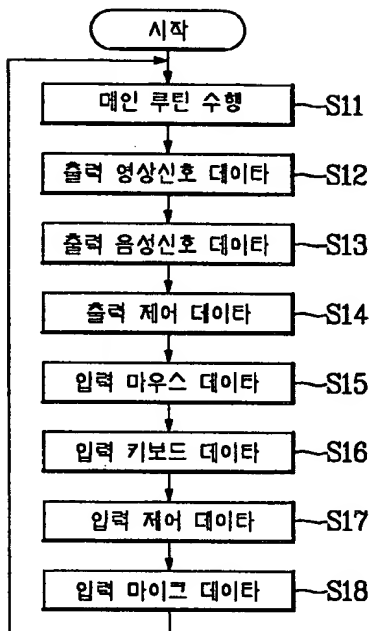 시작
메인 루틴 수행 S11
출력 영상신호 데이타 S12
출력 음성신호 데이타 S13
출력 제어 데이타 S14
입력 마우스 데이타 S15
입력 키보드 데이타 S16
입력 제어 데이타 S17
입력 마이크 데이타 S18